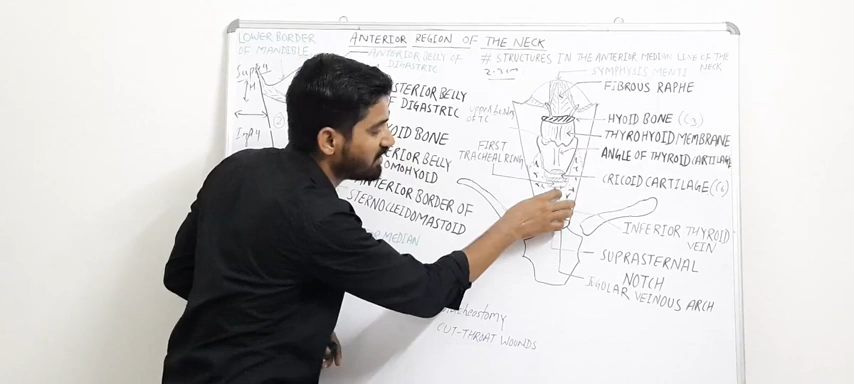 LOWER BORDER
OF MANDIBLE
ANTERIOR REGION OF THE NECK
ANTERIOR BELLY OF
DIGASTRIC
STERIOR BELLY
F DIGASTRIC
OID BONE
ERIOR BELLY
OMOHYOID
ANTERIOR BORDER OF
STERNOCLEIDOMASTOID
MEDIAN
CUT-THROAT WOUNDS
# STRUCTURES IN THE ANTERIOR MEDIAN LINE OF THE
NECK
SYMPHYSIS MENTI
FIBROUS RAPHE
HYOID BONE (C3)
THYROHYOID MEMBRANE
ANGLE OF THYROID CARTILAGE
CRICOID CARTILAGE (C6)
FIRST
TRACHEAL RING
INFERIOR THYROID
VEIN
SUPRASTERNAL
NOTCH
JUGULAR VENOUS ARCH